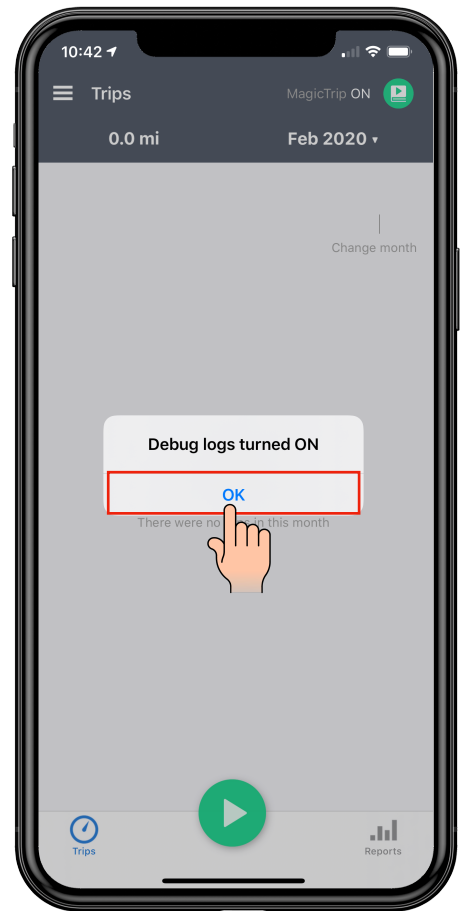 10:42
Trips
MagicTrip ON
0.0 mi
Feb 2020
Change month
Debug logs turned ON
OK
There were no in this month
Trips
Reports